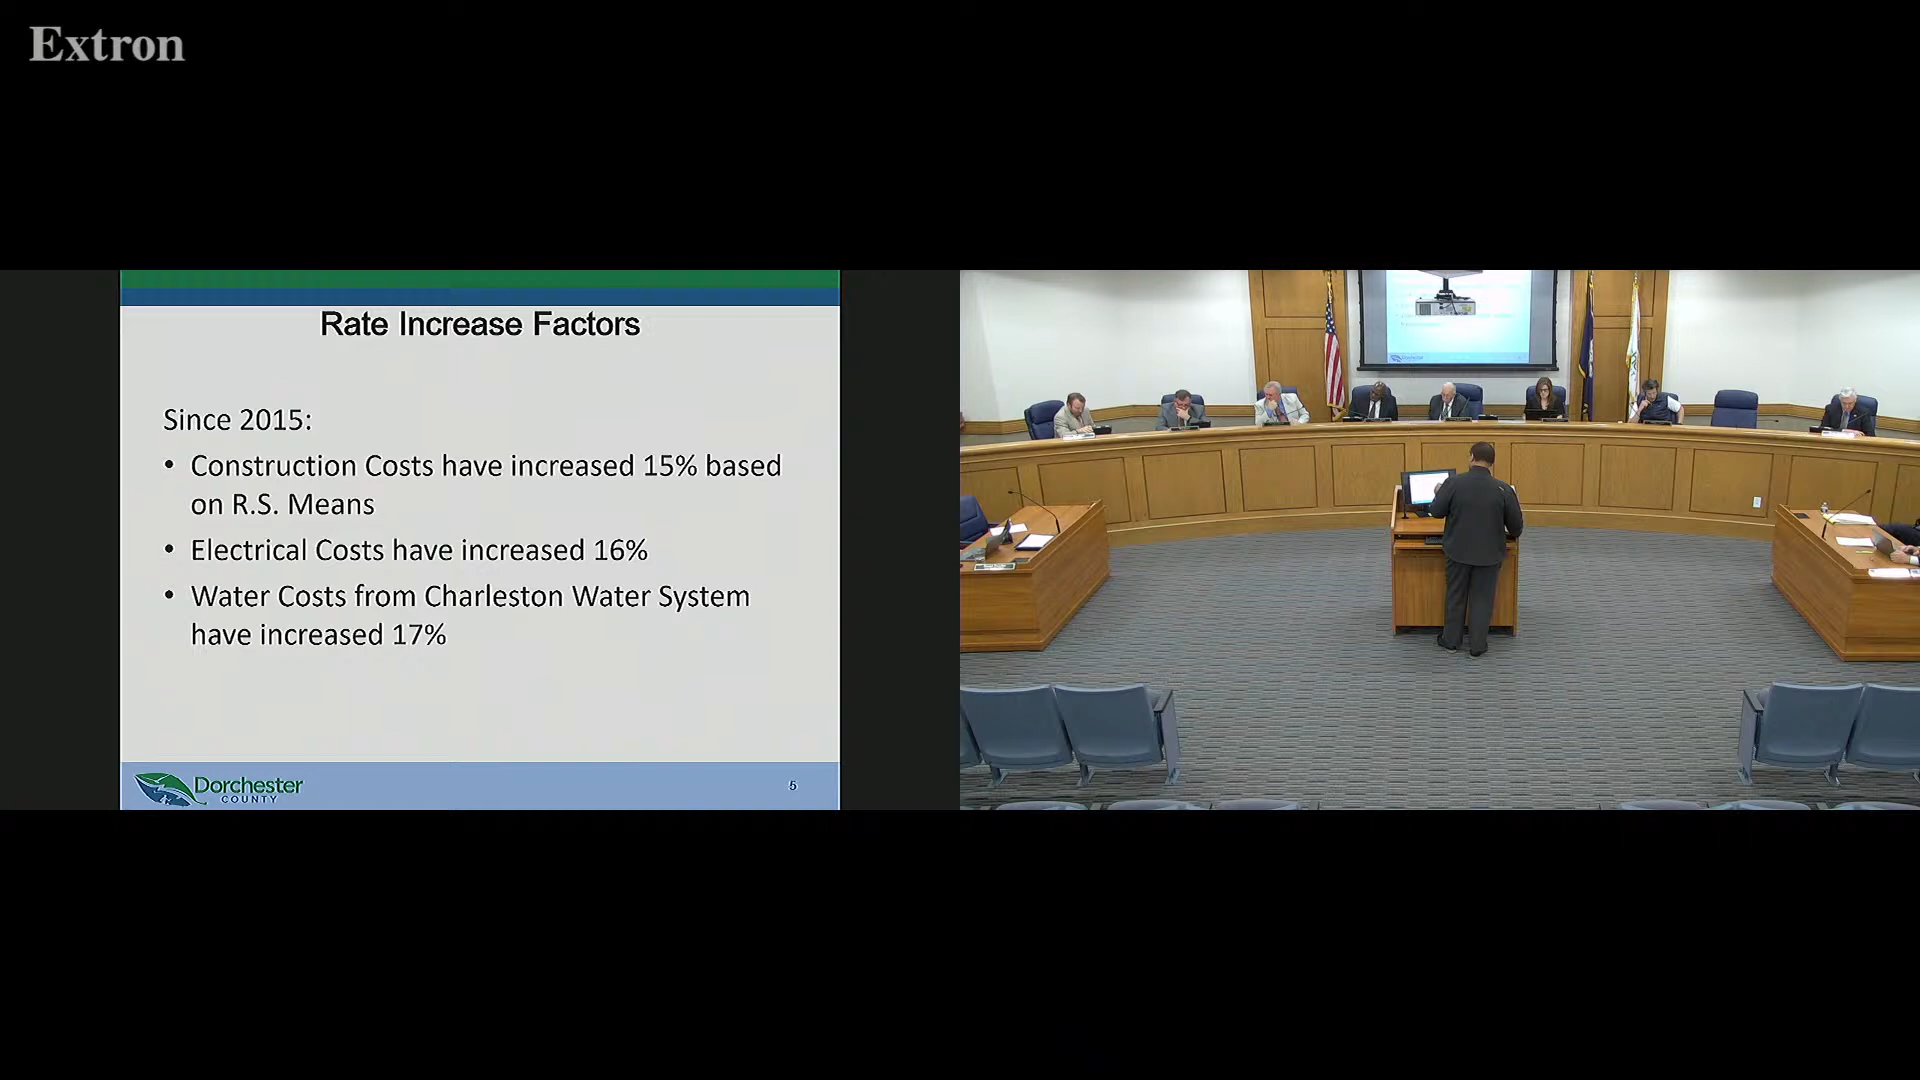 Extron
Rate Increase Factors
Since 2015:
• Construction Costs have increased 15% based
on R.S. Means
• Electrical Costs have increased 16%
• Water Costs from Charleston Water System
have increased 17%
Dorchester
COUNTY
5